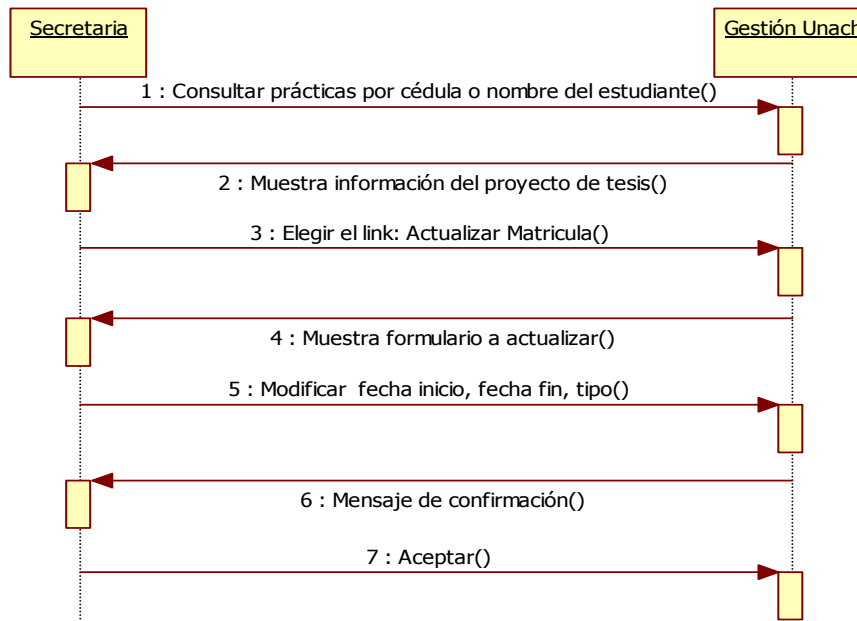 Secretaria
Gestión Unach
1 : Consultar prácticas por cédula o nombre del estudiante()
2 : Muestra información del proyecto de tesis()
3 : Elegir el link: Actualizar Matricula()
4 : Muestra formulario a actualizar()
5 : Modificar  fecha inicio, fecha fin, tipo()
6 : Mensaje de confirmación()
7 : Aceptar()